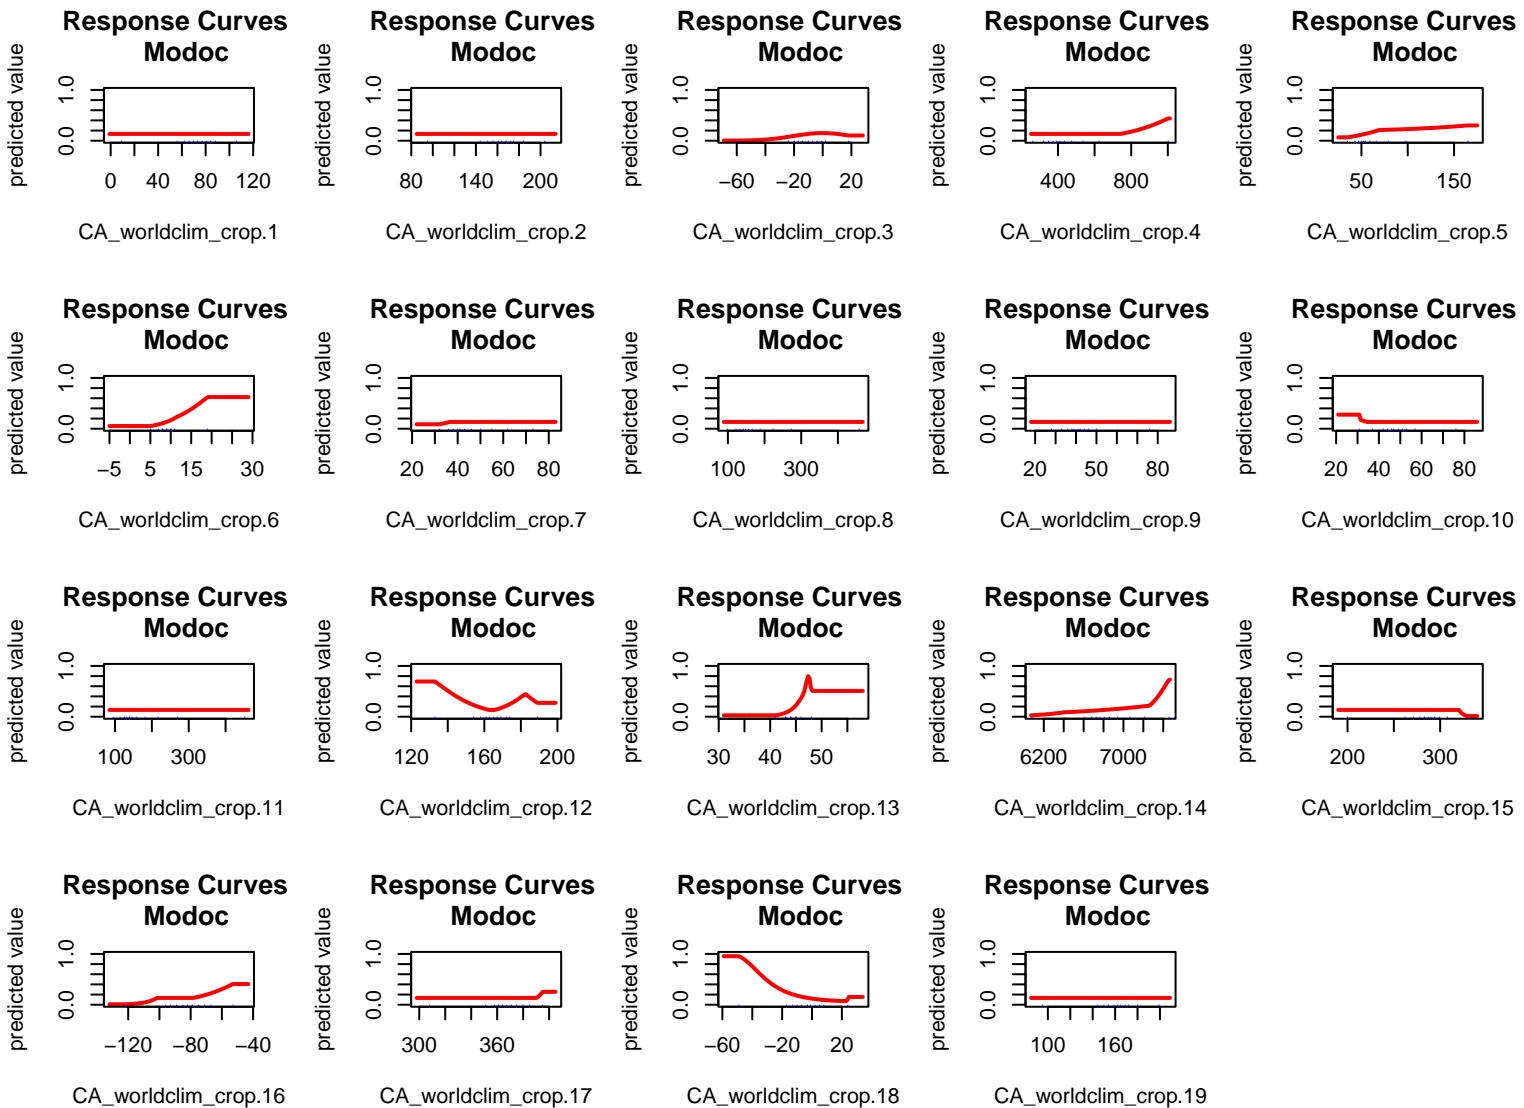 Response Curves
Modoc
predicted value
0.0 1.0
0 40 80 120
CA_worldclim_crop.1
Response Curves
Modoc
predicted value
0.0 1.0
80 140 200
CA_worldclim_crop.2
Response Curves
Modoc
predicted value
0.0 1.0
−60 −20 20
CA_worldclim_crop.3
Response Curves
Modoc
predicted value
0.0 1.0
400 800
CA_worldclim_crop.4
Response Curves
Modoc
predicted value
0.0 1.0
50 150
CA_worldclim_crop.5
Response Curves
Modoc
predicted value
0.0 1.0
−5 5 15 30
CA_worldclim_crop.6
Response Curves
Modoc
predicted value
0.0 1.0
20 40 60 80
CA_worldclim_crop.7
Response Curves
Modoc
predicted value
0.0 1.0
100 300
CA_worldclim_crop.8
Response Curves
Modoc
predicted value
0.0 1.0
20 50 80
CA_worldclim_crop.9
Response Curves
Modoc
predicted value
0.0 1.0
20 40 60 80
CA_worldclim_crop.10
Response Curves
Modoc
predicted value
0.0 1.0
100 300
CA_worldclim_crop.11
Response Curves
Modoc
predicted value
0.0 1.0
120 160 200
CA_worldclim_crop.12
Response Curves
Modoc
predicted value
0.0 1.0
30 40 50
CA_worldclim_crop.13
Response Curves
Modoc
predicted value
0.0 1.0
6200 7000
CA_worldclim_crop.14
Response Curves
Modoc
predicted value
0.0 1.0
200 300
CA_worldclim_crop.15
Response Curves
Modoc
predicted value
0.0 1.0
−120 −80 −40
CA_worldclim_crop.16
Response Curves
Modoc
predicted value
0.0 1.0
300 360
CA_worldclim_crop.17
Response Curves
Modoc
predicted value
0.0 1.0
−60 −20 20
CA_worldclim_crop.18
Response Curves
Modoc
predicted value
0.0 1.0
100 160
CA_worldclim_crop.19